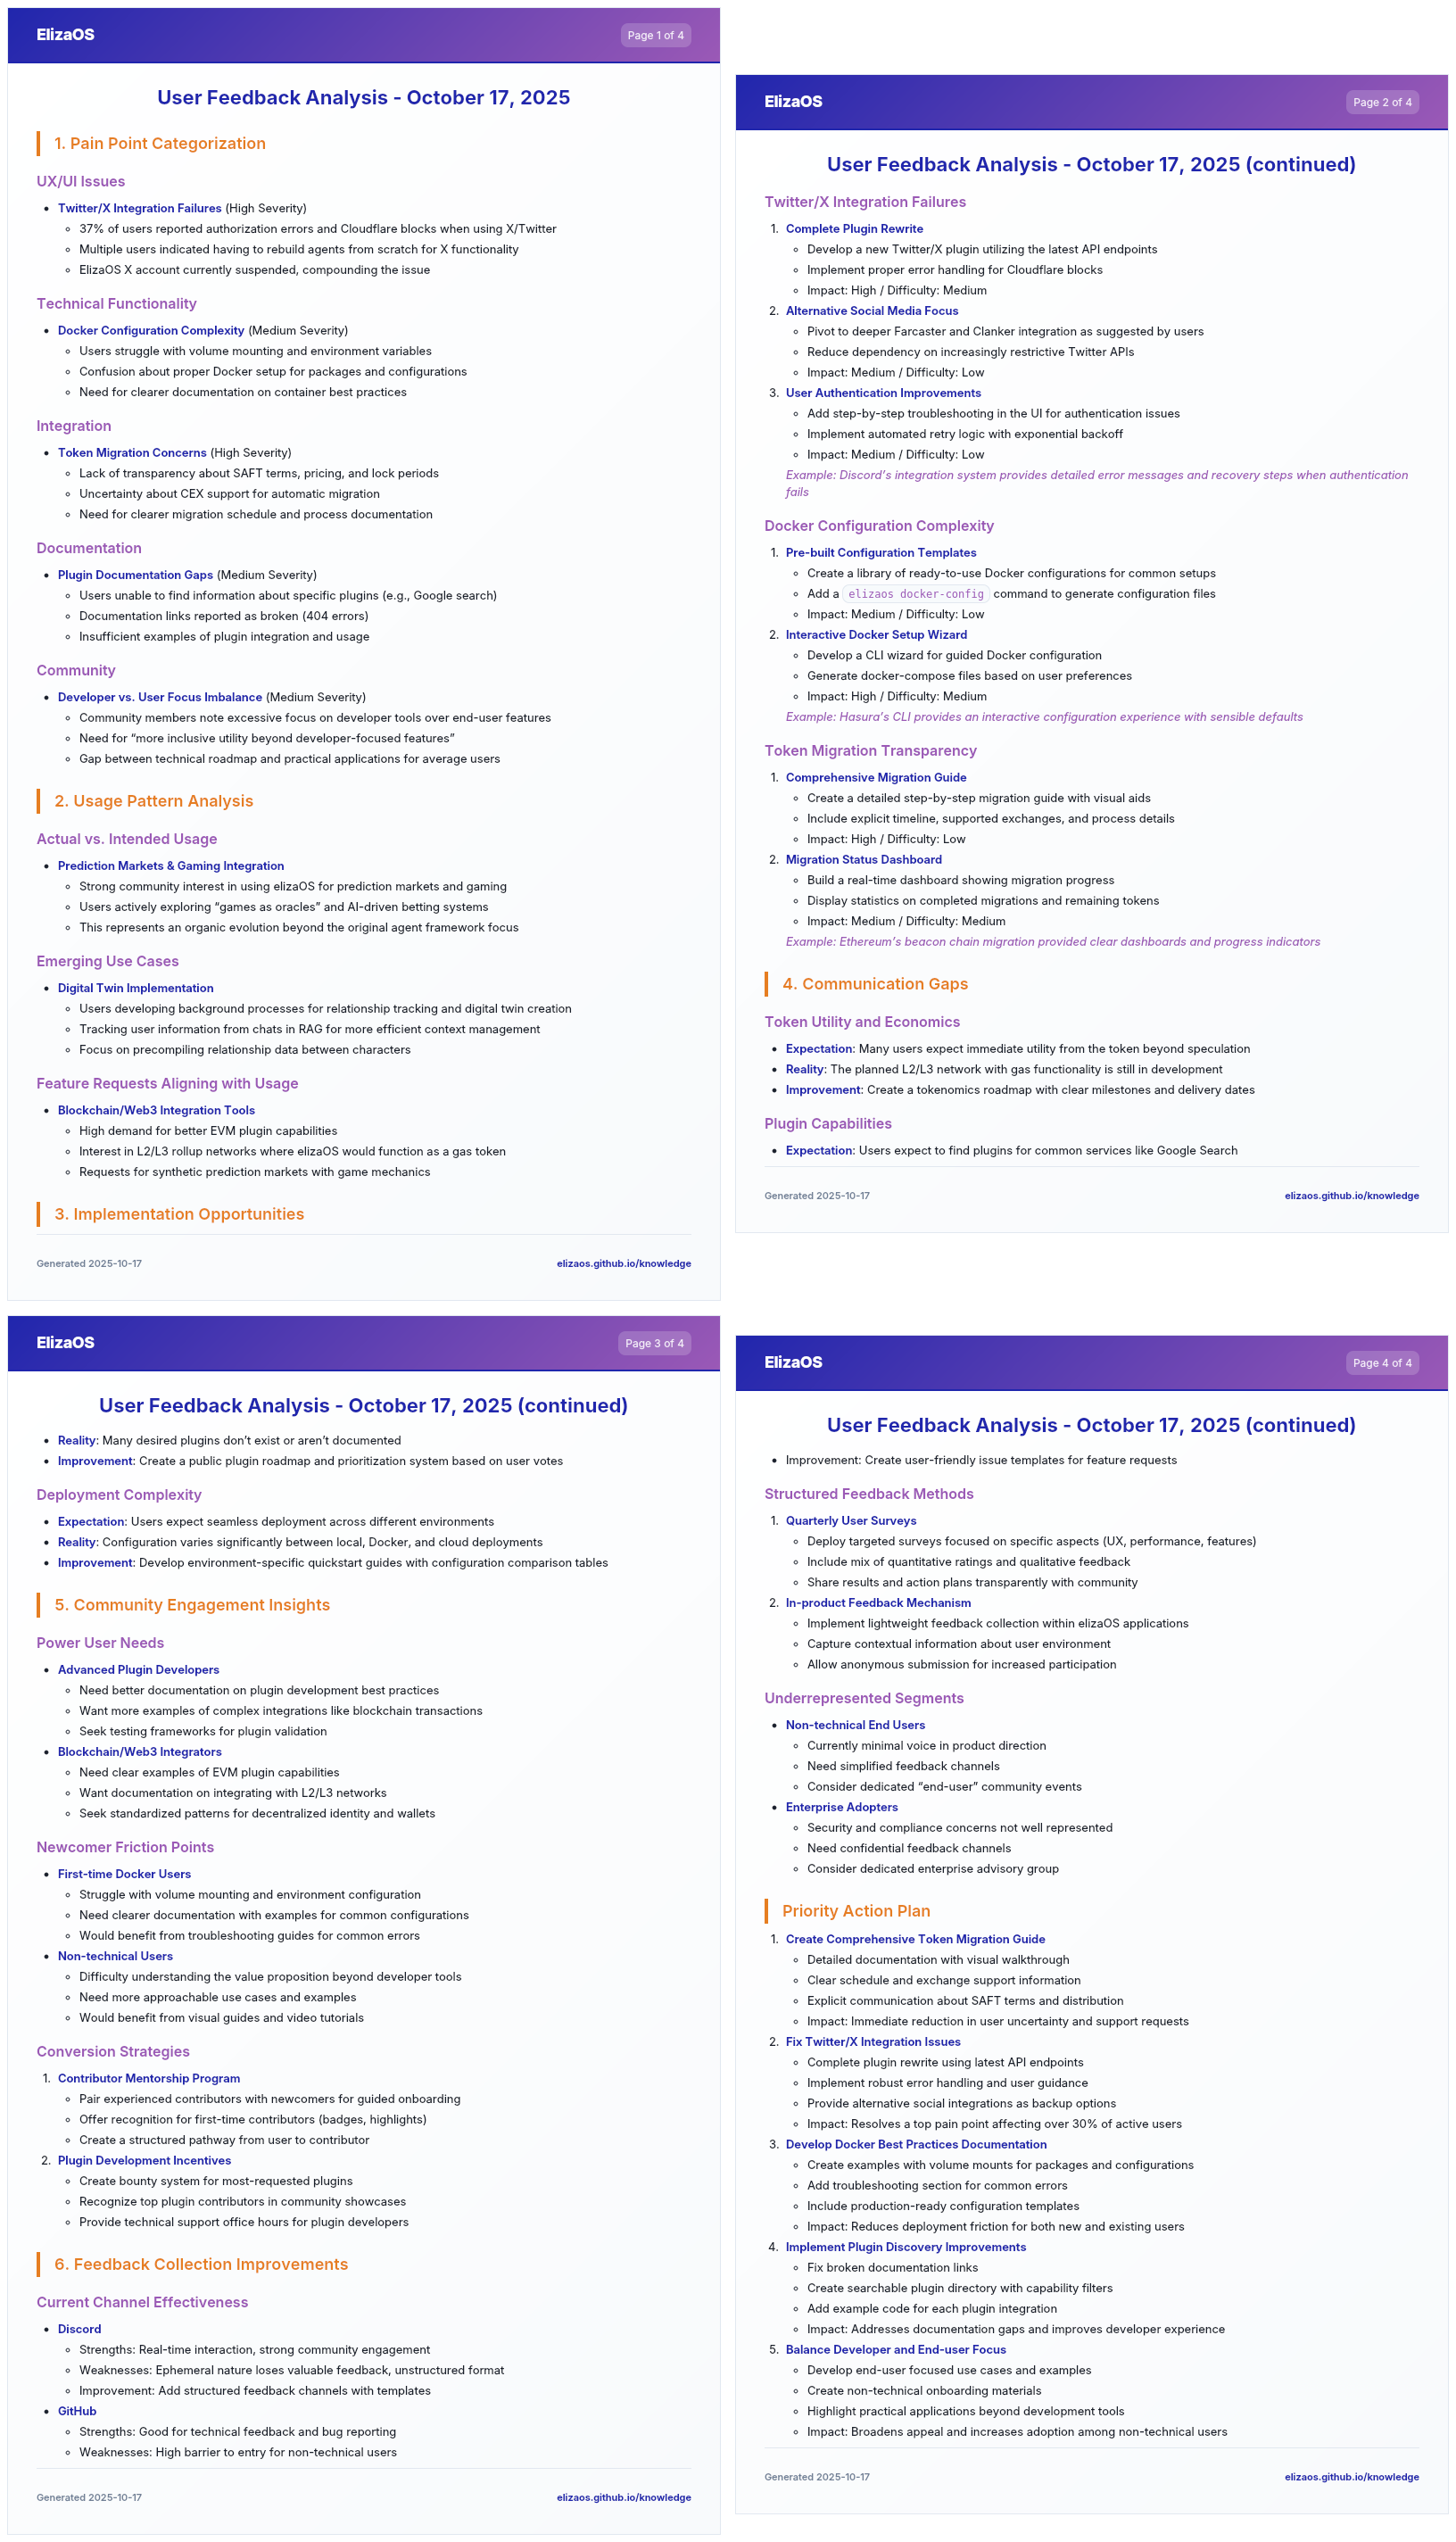 ElizaOS
Page 1 of 4
User Feedback Analysis - October 17, 2025
1. Pain Point Categorization
UX/UI Issues
• Twitter/X Integration Failures (High Severity)
◦ 37% of users reported authorization errors and Cloudflare blocks when using X/Twitter
◦ Multiple users indicated having to rebuild agents from scratch for X functionality
◦ ElizaOS X account currently suspended, compounding the issue
Technical Functionality
• Docker Configuration Complexity (Medium Severity)
◦ Users struggle with volume mounting and environment variables
◦ Confusion about proper Docker setup for packages and configurations
◦ Need for clearer documentation on container best practices
Integration
• Token Migration Concerns (High Severity)
◦ Lack of transparency about SAFT terms, pricing, and lock periods
◦ Uncertainty about CEX support for automatic migration
◦ Need for clearer migration schedule and process documentation
Documentation
• Plugin Documentation Gaps (Medium Severity)
◦ Users unable to find information about specific plugins (e.g., Google search)
◦ Documentation links reported as broken (404 errors)
◦ Insufficient examples of plugin integration and usage
Community
• Developer vs. User Focus Imbalance (Medium Severity)
◦ Community members note excessive focus on developer tools over end-user features
◦ Need for “more inclusive utility beyond developer-focused features”
◦ Gap between technical roadmap and practical applications for average users
2. Usage Pattern Analysis
Actual vs. Intended Usage
• Prediction Markets & Gaming Integration
◦ Strong community interest in using elizaOS for prediction markets and gaming
◦ Users actively exploring “games as oracles” and AI-driven betting systems
◦ This represents an organic evolution beyond the original agent framework focus
Emerging Use Cases
• Digital Twin Implementation
◦ Users developing background processes for relationship tracking and digital twin creation
◦ Tracking user information from chats in RAG for more efficient context management
◦ Focus on precompiling relationship data between characters
Feature Requests Aligning with Usage
• Blockchain/Web3 Integration Tools
◦ High demand for better EVM plugin capabilities
◦ Interest in L2/L3 rollup networks where elizaOS would function as a gas token
◦ Requests for synthetic prediction markets with game mechanics
3. Implementation Opportunities
Generated 2025-10-17
elizaos.github.io/knowledge
ElizaOS
Page 2 of 4
User Feedback Analysis - October 17, 2025 (continued)
Twitter/X Integration Failures
1. Complete Plugin Rewrite
◦ Develop a new Twitter/X plugin utilizing the latest API endpoints
◦ Implement proper error handling for Cloudflare blocks
◦ Impact: High / Difficulty: Medium
2. Alternative Social Media Focus
◦ Pivot to deeper Farcaster and Clanker integration as suggested by users
◦ Reduce dependency on increasingly restrictive Twitter APIs
◦ Impact: Medium / Difficulty: Low
3. User Authentication Improvements
◦ Add step-by-step troubleshooting in the UI for authentication issues
◦ Implement automated retry logic with exponential backoff
◦ Impact: Medium / Difficulty: Low
Example: Discord’s integration system provides detailed error messages and recovery steps when authentication
fails
Docker Configuration Complexity
1. Pre-built Configuration Templates
◦ Create a library of ready-to-use Docker configurations for common setups
◦ Add a elizaos docker-config command to generate configuration files
◦ Impact: Medium / Difficulty: Low
2. Interactive Docker Setup Wizard
◦ Develop a CLI wizard for guided Docker configuration
◦ Generate docker-compose files based on user preferences
◦ Impact: High / Difficulty: Medium
Example: Hasura’s CLI provides an interactive configuration experience with sensible defaults
Token Migration Transparency
1. Comprehensive Migration Guide
◦ Create a detailed step-by-step migration guide with visual aids
◦ Include explicit timeline, supported exchanges, and process details
◦ Impact: High / Difficulty: Low
2. Migration Status Dashboard
◦ Build a real-time dashboard showing migration progress
◦ Display statistics on completed migrations and remaining tokens
◦ Impact: Medium / Difficulty: Medium
Example: Ethereum’s beacon chain migration provided clear dashboards and progress indicators
4. Communication Gaps
Token Utility and Economics
• Expectation: Many users expect immediate utility from the token beyond speculation
• Reality: The planned L2/L3 network with gas functionality is still in development
• Improvement: Create a tokenomics roadmap with clear milestones and delivery dates
Plugin Capabilities
• Expectation: Users expect to find plugins for common services like Google Search
Generated 2025-10-17
elizaos.github.io/knowledge
ElizaOS
Page 3 of 4
User Feedback Analysis - October 17, 2025 (continued)
• Reality: Many desired plugins don’t exist or aren’t documented
• Improvement: Create a public plugin roadmap and prioritization system based on user votes
Deployment Complexity
• Expectation: Users expect seamless deployment across different environments
• Reality: Configuration varies significantly between local, Docker, and cloud deployments
• Improvement: Develop environment-specific quickstart guides with configuration comparison tables
5. Community Engagement Insights
Power User Needs
• Advanced Plugin Developers
◦ Need better documentation on plugin development best practices
◦ Want more examples of complex integrations like blockchain transactions
◦ Seek testing frameworks for plugin validation
• Blockchain/Web3 Integrators
◦ Need clear examples of EVM plugin capabilities
◦ Want documentation on integrating with L2/L3 networks
◦ Seek standardized patterns for decentralized identity and wallets
Newcomer Friction Points
• First-time Docker Users
◦ Struggle with volume mounting and environment configuration
◦ Need clearer documentation with examples for common configurations
◦ Would benefit from troubleshooting guides for common errors
• Non-technical Users
◦ Difficulty understanding the value proposition beyond developer tools
◦ Need more approachable use cases and examples
◦ Would benefit from visual guides and video tutorials
Conversion Strategies
1. Contributor Mentorship Program
◦ Pair experienced contributors with newcomers for guided onboarding
◦ Offer recognition for first-time contributors (badges, highlights)
◦ Create a structured pathway from user to contributor
2. Plugin Development Incentives
◦ Create bounty system for most-requested plugins
◦ Recognize top plugin contributors in community showcases
◦ Provide technical support office hours for plugin developers
6. Feedback Collection Improvements
Current Channel Effectiveness
• Discord
◦ Strengths: Real-time interaction, strong community engagement
◦ Weaknesses: Ephemeral nature loses valuable feedback, unstructured format
◦ Improvement: Add structured feedback channels with templates
• GitHub
◦ Strengths: Good for technical feedback and bug reporting
◦ Weaknesses: High barrier to entry for non-technical users
Generated 2025-10-17
elizaos.github.io/knowledge
ElizaOS
Page 4 of 4
User Feedback Analysis - October 17, 2025 (continued)
• Improvement: Create user-friendly issue templates for feature requests
Structured Feedback Methods
1. Quarterly User Surveys
◦ Deploy targeted surveys focused on specific aspects (UX, performance, features)
◦ Include mix of quantitative ratings and qualitative feedback
◦ Share results and action plans transparently with community
2. In-product Feedback Mechanism
◦ Implement lightweight feedback collection within elizaOS applications
◦ Capture contextual information about user environment
◦ Allow anonymous submission for increased participation
Underrepresented Segments
• Non-technical End Users
◦ Currently minimal voice in product direction
◦ Need simplified feedback channels
◦ Consider dedicated “end-user” community events
• Enterprise Adopters
◦ Security and compliance concerns not well represented
◦ Need confidential feedback channels
◦ Consider dedicated enterprise advisory group
Priority Action Plan
1. Create Comprehensive Token Migration Guide
◦ Detailed documentation with visual walkthrough
◦ Clear schedule and exchange support information
◦ Explicit communication about SAFT terms and distribution
◦ Impact: Immediate reduction in user uncertainty and support requests
2. Fix Twitter/X Integration Issues
◦ Complete plugin rewrite using latest API endpoints
◦ Implement robust error handling and user guidance
◦ Provide alternative social integrations as backup options
◦ Impact: Resolves a top pain point affecting over 30% of active users
3. Develop Docker Best Practices Documentation
◦ Create examples with volume mounts for packages and configurations
◦ Add troubleshooting section for common errors
◦ Include production-ready configuration templates
◦ Impact: Reduces deployment friction for both new and existing users
4. Implement Plugin Discovery Improvements
◦ Fix broken documentation links
◦ Create searchable plugin directory with capability filters
◦ Add example code for each plugin integration
◦ Impact: Addresses documentation gaps and improves developer experience
5. Balance Developer and End-user Focus
◦ Develop end-user focused use cases and examples
◦ Create non-technical onboarding materials
◦ Highlight practical applications beyond development tools
◦ Impact: Broadens appeal and increases adoption among non-technical users
Generated 2025-10-17
elizaos.github.io/knowledge